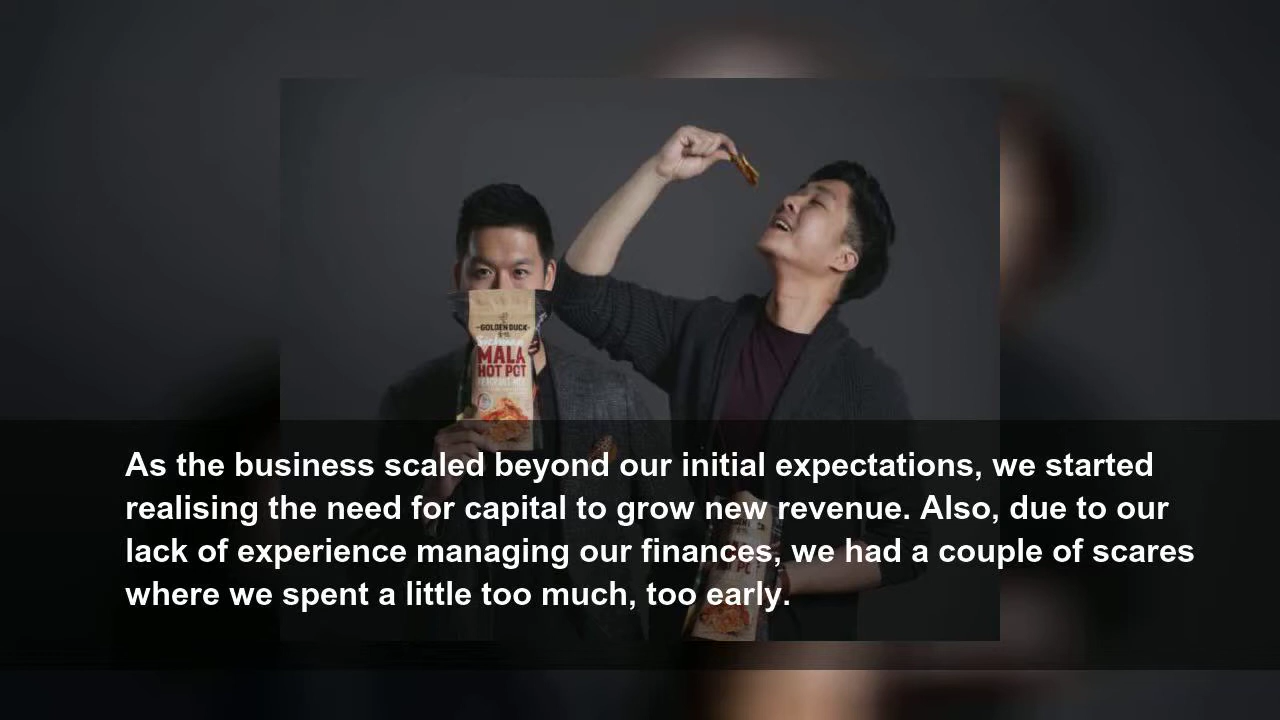 GOLDEN DUCK
MALA
HOT POT
As the business scaled beyond our initial expectations, we started
realising the need for capital to grow new revenue. Also, due to our
lack of experience managing our finances, we had a couple of scares
where we spent a little too much, too early.